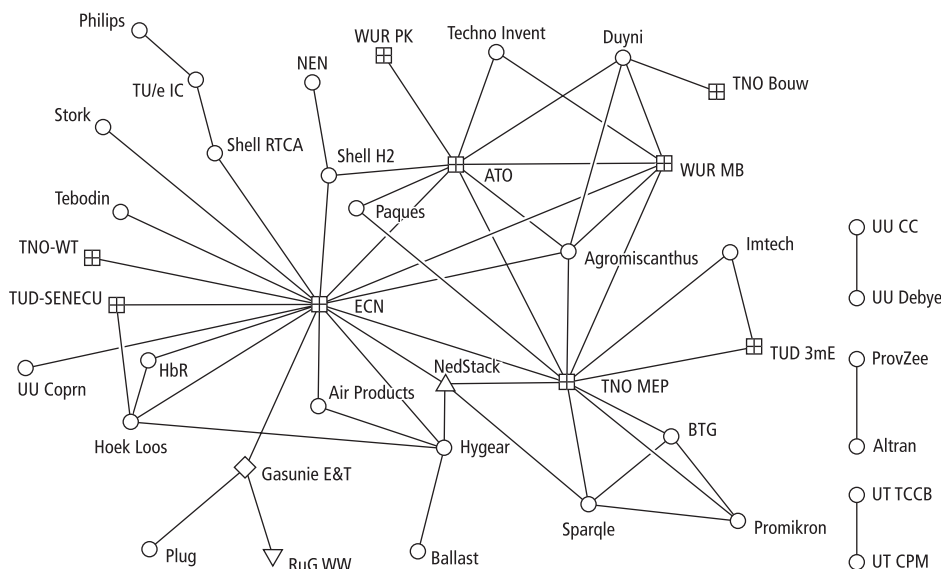 Philips
TU/e IC
Stork
Shell RTCA
NEN
WUR PK
Techno Invent
Duyni
TNO Bouw
Shell H2
ATO
WUR MB
Tebodin
Paques
TNO-WT
Agromiscanthus
Imtech
UU CC
TUD-SENECU
ECN
UU Debye
TUD 3mE
HbR
NedStack
ProvZee
UU Coprn
Air Products
TNO MEP
BTG
Hoek Loos
Hygear
Altran
Gasunie E&T
UT TCCB
Sparqle
Promikron
Plug
RuG WW
Ballast
UT CPM